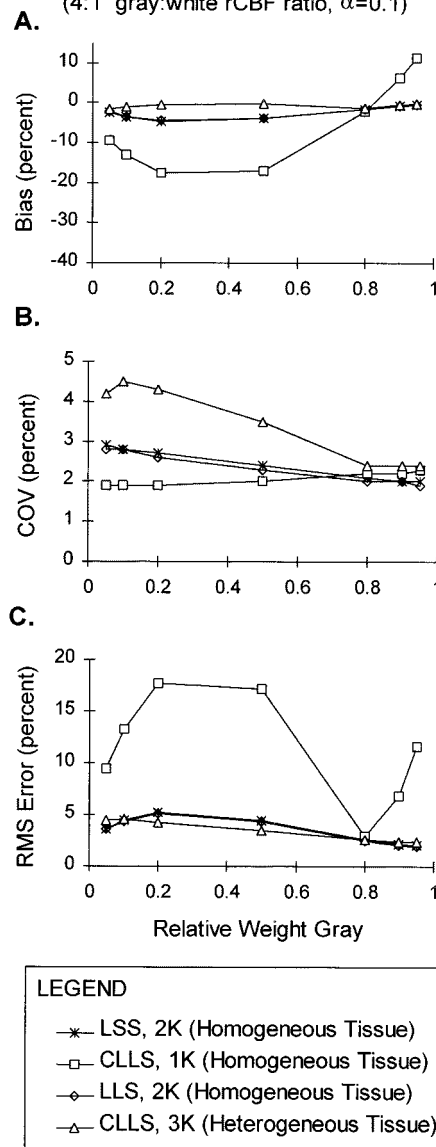 (4:1 gray:white rCBF ratio, α=0.1)
A.
10
0
-10
-20
-30
-40
Bias (percent)
0 0.2 0.4 0.6 0.8 1
B.
5
4
3
2
1
0
COV (percent)
0 0.2 0.4 0.6 0.8 1
C.
20
15
10
5
0
RMS Error (percent)
0 0.2 0.4 0.6 0.8 1
Relative Weight Gray
LEGEND
LSS, 2K (Homogeneous Tissue)
CLLS, 1K (Homogeneous Tissue)
LLS, 2K (Homogeneous Tissue)
CLLS, 3K (Heterogeneous Tissue)